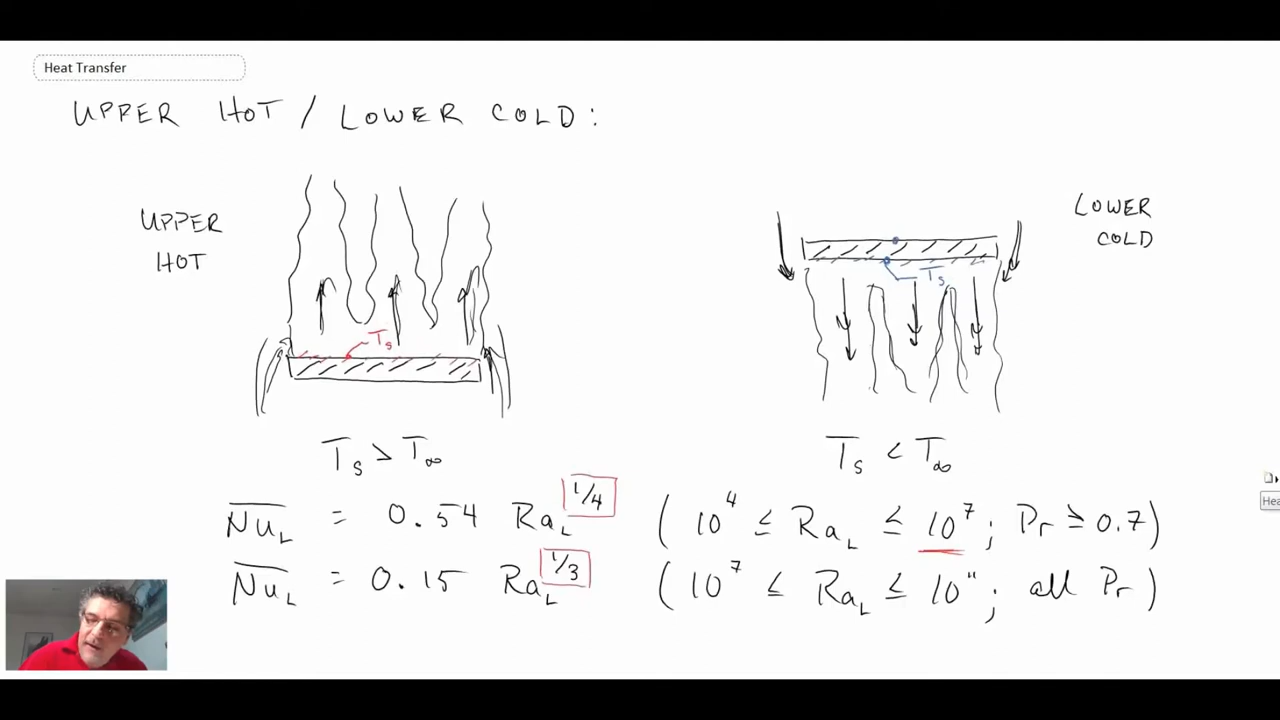 Heat Transfer
UPPER HOT / LOWER COLD:
UPPER
HOT
LOWER
COLD
Ts
Ts
Ts > T∞
Ts < T∞
N̅u̅L = 0.54 RaL^1/4 (10^4 ≤ RaL ≤ 10^7; Pr ≥ 0.7)
N̅u̅L = 0.15 RaL^1/3 (10^7 ≤ RaL ≤ 10^11; all Pr)